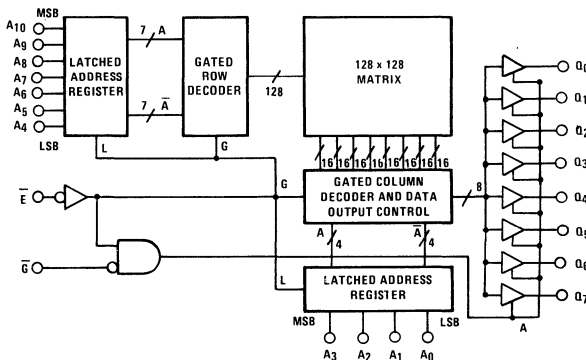 MSB
A10
A9
A8
A7
A6
A5
A4
LSB
LATCHED
ADDRESS
REGISTER
7 A
7 A̅
L
GATED
ROW
DECODER
G
128
128 x 128
MATRIX
16 16 16 16 16 16 16 16
E̅
G
GATED COLUMN
DECODER AND DATA
OUTPUT CONTROL
8
A
4
A̅
4
G̅
L
LATCHED ADDRESS
REGISTER
MSB
LSB
A3 A2 A1 A0
A
Q0
Q1
Q2
Q3
Q4
Q5
Q6
Q7